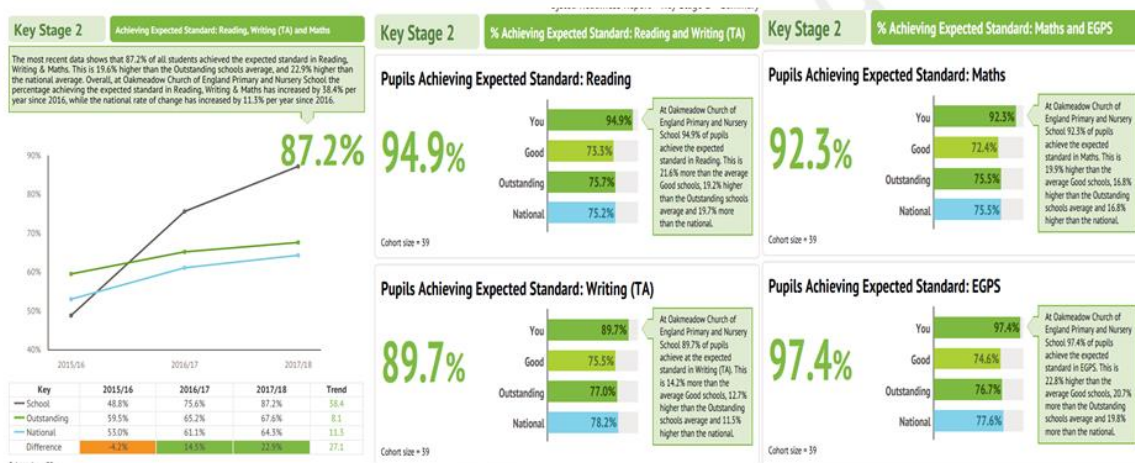 Key Stage 2
Achieving Expected Standard: Reading, Writing (TA) and Maths
The most recent data shows that 87.2% of all students achieved the expected standard in Reading,
Writing & Maths. This is 19.6% higher than the Outstanding schools average, and 22.9% higher than
the national average. Overall, at Oakmeadow Church of England Primary and Nursery School the
percentage achieving the expected standard in Reading, Writing & Maths has increased by 38.4% per
year since 2016, while the national rate of change has increased by 11.3% per year since 2016.
87.2%
90%
80%
70%
60%
50%
40%
2015/16 2016/17 2017/18
Key 2015/16 2016/17 2017/18 Trend
School 48.8% 75.6% 87.2% 38.4
Outstanding 59.5% 65.2% 67.6% 8.1
National 53.0% 61.1% 64.3% 11.3
Difference -4.2% 14.5% 22.9% 27.1
Key Stage 2
% Achieving Expected Standard: Reading and Writing (TA)
Pupils Achieving Expected Standard: Reading
94.9%
You 94.9%
Good 73.3%
Outstanding 75.7%
National 75.2%
At Oakmeadow Church of
England Primary and Nursery
School 94.9% of pupils
achieve the expected
standard in Reading. This is
21.6% more than the
average Good schools, 19.2% higher
than the Outstanding schools
average and 19.7% more
than the national.
Cohort size = 39
Pupils Achieving Expected Standard: Writing (TA)
89.7%
You 89.7%
Good 75.5%
Outstanding 77.0%
National 78.2%
At Oakmeadow Church of
England Primary and Nursery
School 89.7% of pupils
achieve at the expected
standard in Writing (TA). This
is 14.2% more than the
average Good schools, 12.7%
higher than the Outstanding
schools average and 11.5%
higher than the national.
Cohort size = 39
Key Stage 2
% Achieving Expected Standard: Maths and EGPS
Pupils Achieving Expected Standard: Maths
92.3%
You 92.3%
Good 72.4%
Outstanding 75.5%
National 75.5%
At Oakmeadow Church of
England Primary and Nursery
School 92.3% of pupils
achieve the expected
standard in Maths. This is
19.9% higher than the
average Good schools, 16.8%
higher than the Outstanding
schools average and 16.8%
higher than the national.
Cohort size = 39
Pupils Achieving Expected Standard: EGPS
97.4%
You 97.4%
Good 74.6%
Outstanding 76.7%
National 77.6%
At Oakmeadow Church of
England Primary and Nursery
School 97.4% of pupils
achieve the expected
standard in EGPS. This is
22.8% higher than the
average Good schools, 20.7%
more than the Outstanding
schools average and 19.8%
more than the national.
Cohort size = 39